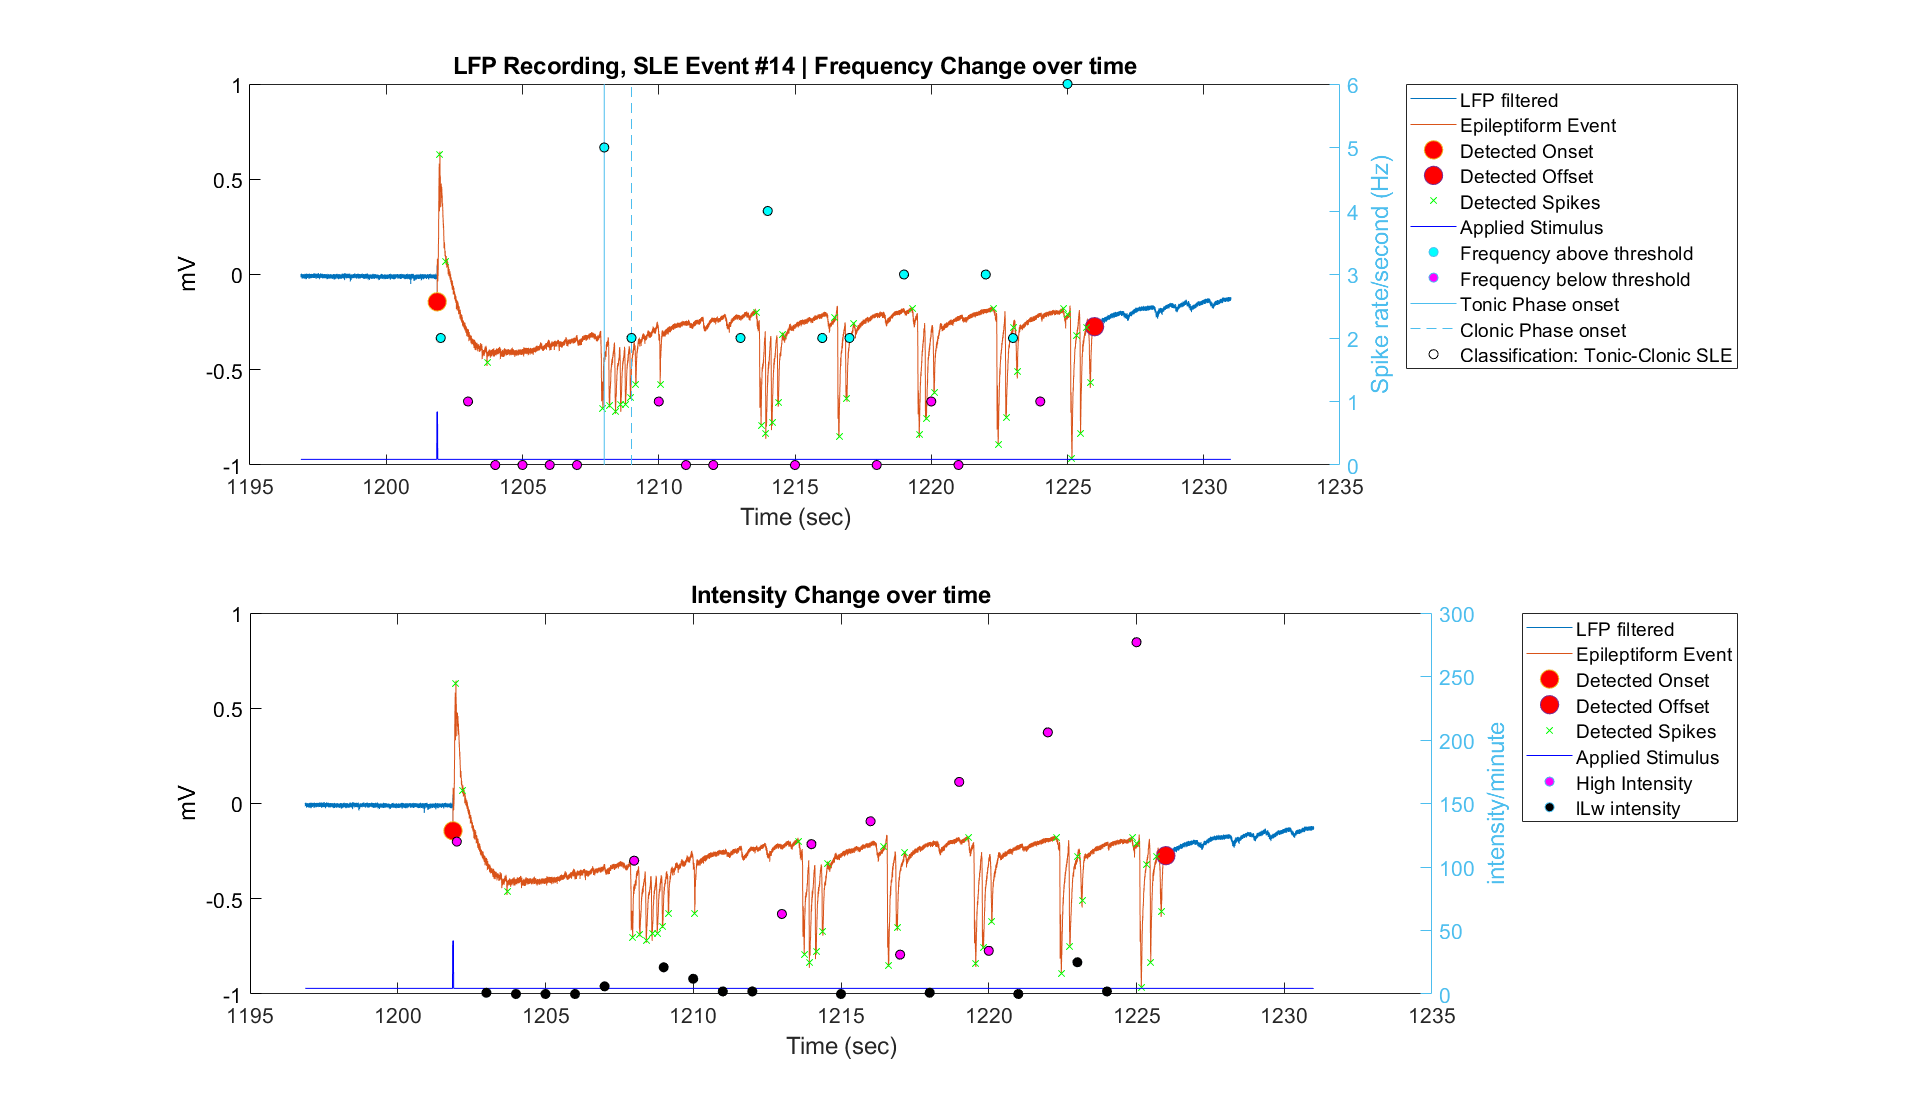 LFP Recording, SLE Event #14 | Frequency Change over time
1
0.5
0
-0.5
-1
mV
1195
1200
1205
1210
1215
1220
1225
1230
1235
Time (sec)
6
5
4
3
2
1
0
Spike rate/second (Hz)
LFP filtered
Epileptiform Event
Detected Onset
Detected Offset
Detected Spikes
Applied Stimulus
Frequency above threshold
Frequency below threshold
Tonic Phase onset
Clonic Phase onset
Classification: Tonic-Clonic SLE
Intensity Change over time
1
0.5
0
-0.5
-1
mV
1195
1200
1205
1210
1215
1220
1225
1230
1235
Time (sec)
300
250
200
150
100
50
0
intensity/minute
LFP filtered
Epileptiform Event
Detected Onset
Detected Offset
Detected Spikes
Applied Stimulus
High Intensity
lLw intensity